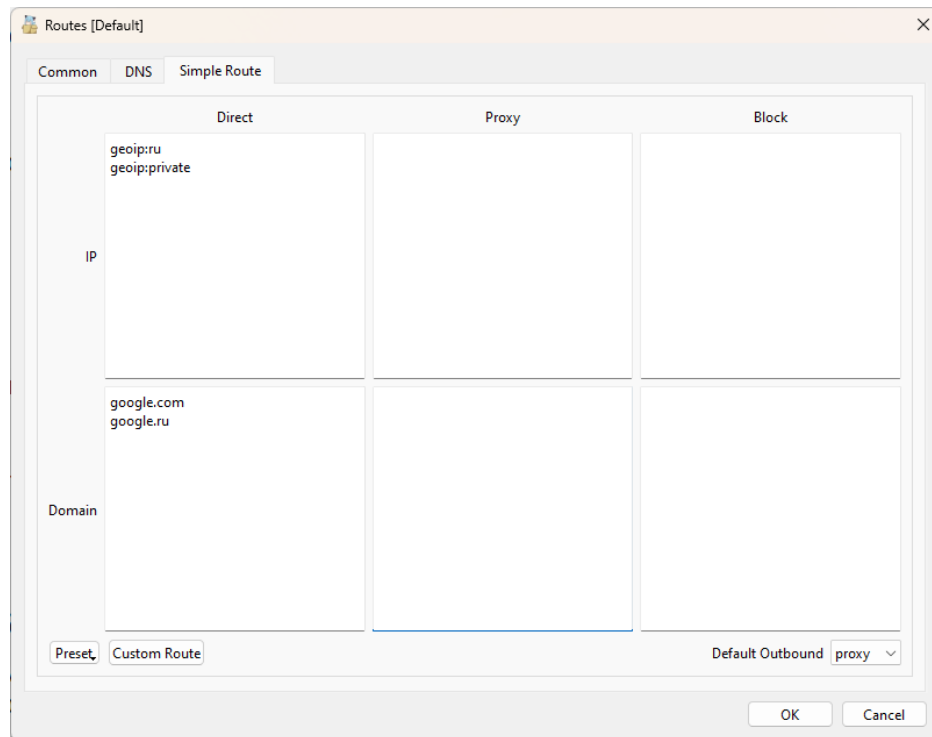 Routes [Default]
Common
DNS
Simple Route
Direct
Proxy
Block
IP
geoip:ru
geoip:private
Domain
google.com
google.ru
Preset
Custom Route
Default Outbound
proxy
OK
Cancel